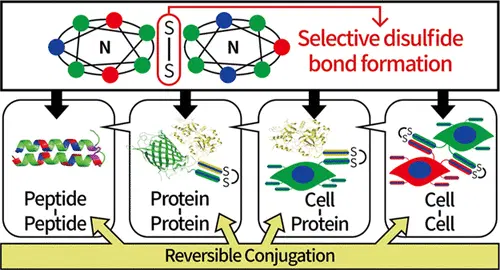 N
S
I
S
N
Selective disulfide
bond formation
Peptide
Peptide
S
S
Protein
Protein
S
S
Cell
Protein
S
S
S
S
Cell
Cell
Reversible Conjugation